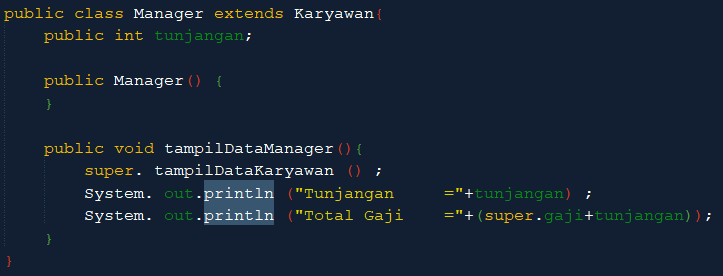 public class Manager extends Karyawan{
    public int tunjangan;

    public Manager() {
    }

    public void tampilDataManager(){
        super. tampilDataKaryawan () ;
        System. out.println ("Tunjangan     ="+tunjangan) ;
        System. out.println ("Total Gaji    ="+(super.gaji+tunjangan));
    }
}